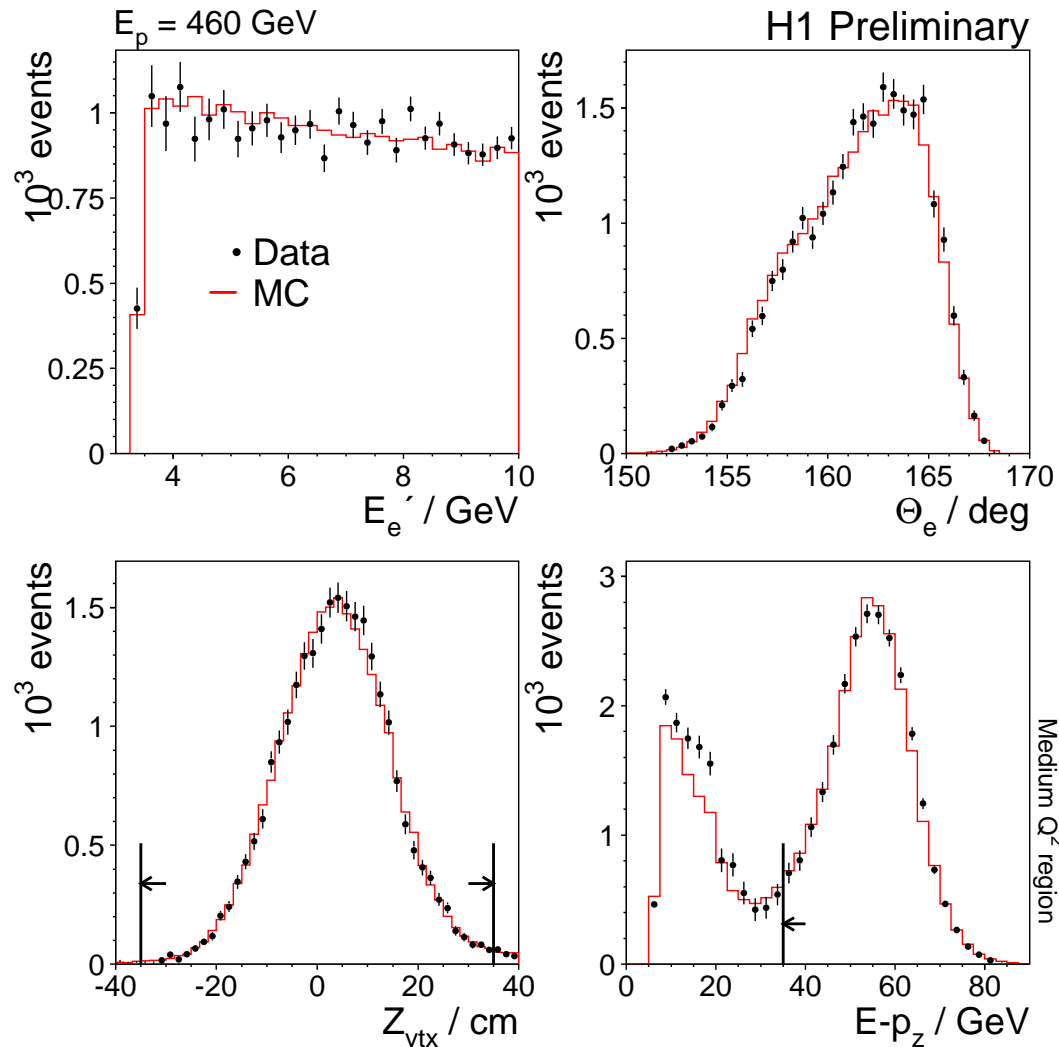 E_p = 460 GeV
H1 Preliminary
10^3 events
1
0.75
0.5
0.25
0
Data
MC
4 6 8 10
E_e´ / GeV
10^3 events
1.5
1
0.5
0
150 155 160 165 170
Θ_e / deg
10^3 events
1.5
1
0.5
0
-40 -20 0 20 40
Z_vtx / cm
10^3 events
3
2
1
0
0 20 40 60 80
E-p_z / GeV
Medium Q^2 region